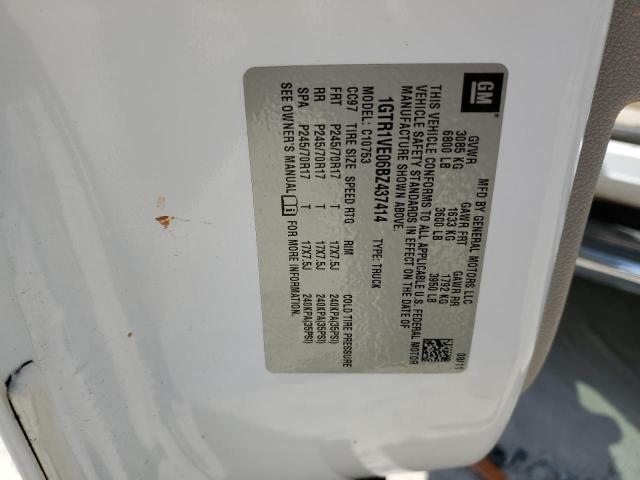 GM
MFD BY GENERAL MOTORS LLC 08/11
GVWR GAWR FRT GAWR RR
3085 KG 1633 KG 1792 KG
6800 LB 3600 LB 3950 LB
THIS VEHICLE CONFORMS TO ALL APPLICABLE U.S. FEDERAL MOTOR
VEHICLE SAFETY STANDARDS IN EFFECT ON THE DATE OF
MANUFACTURE SHOWN ABOVE.
1GTR1VE06BZ437414 TYPE: TRUCK
MODEL: C10753
CC97 TIRE SIZE SPEED RTG RIM COLD TIRE PRESSURE
FRT P245/70R17 T 17X7.5J 240KPA(35PSI)
RR P245/70R17 T 17X7.5J 240KPA(35PSI)
SPA P245/70R17 T 17X7.5J 240KPA(35PSI)
SEE OWNER'S MANUAL FOR MORE INFORMATION.